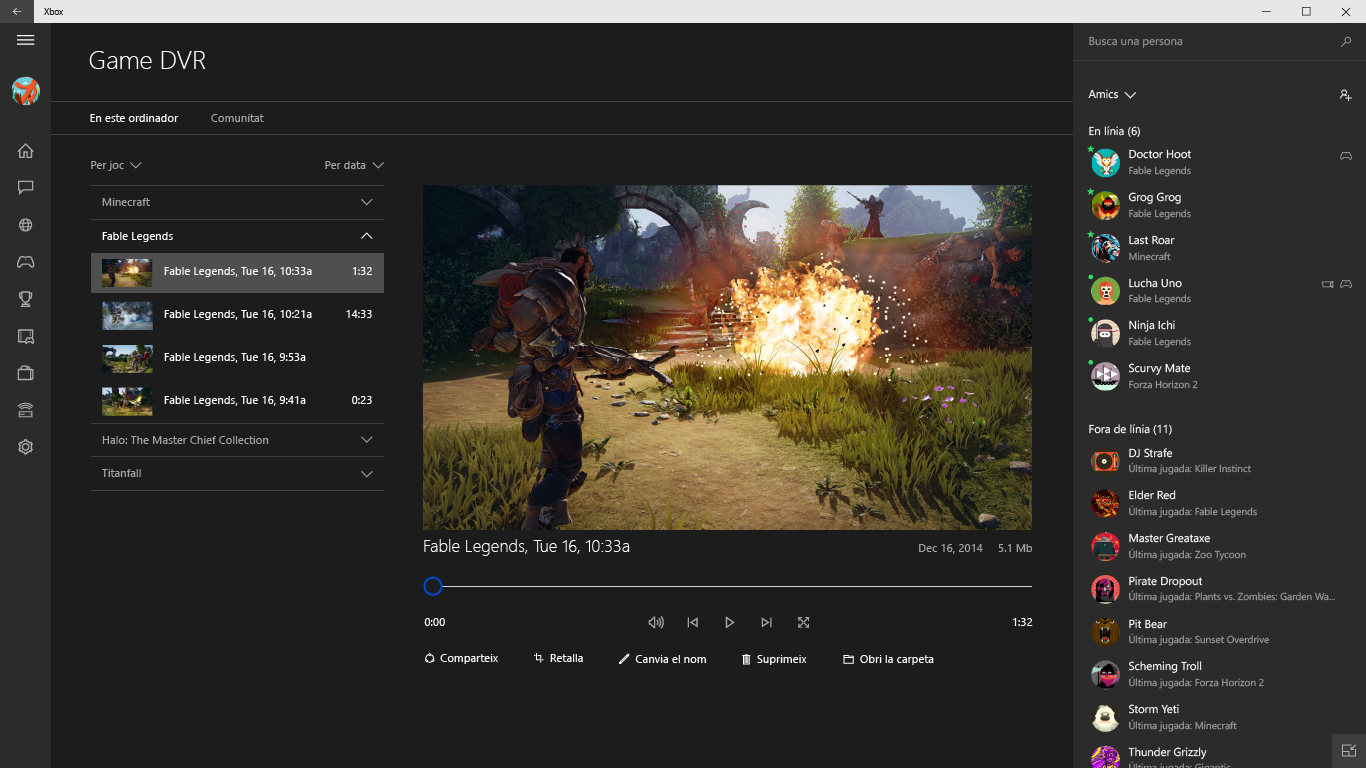 Xbox
Game DVR
En este ordinador
Comunitat
Per joc
Per data
Minecraft
Fable Legends
Fable Legends, Tue 16, 10:33a
1:32
Fable Legends, Tue 16, 10:21a
14:33
Fable Legends, Tue 16, 9:53a
Fable Legends, Tue 16, 9:41a
0:23
Halo: The Master Chief Collection
Titanfall
Fable Legends, Tue 16, 10:33a
Dec 16, 2014
5.1 Mb
0:00
1:32
Comparteix
Retalla
Canvia el nom
Suprimeix
Obri la carpeta
Busca una persona
Amics
En línia (6)
Doctor Hoot
Fable Legends
Grog Grog
Fable Legends
Last Roar
Minecraft
Lucha Uno
Fable Legends
Ninja Ichi
Fable Legends
Scurvy Mate
Forza Horizon 2
Fora de línia (11)
DJ Strafe
Última jugada: Killer Instinct
Elder Red
Última jugada: Fable Legends
Master Greataxe
Última jugada: Zoo Tycoon
Pirate Dropout
Última jugada: Plants vs. Zombies: Garden Wa...
Pit Bear
Última jugada: Sunset Overdrive
Scheming Troll
Última jugada: Forza Horizon 2
Storm Yeti
Última jugada: Minecraft
Thunder Grizzly
Última jugada: Gigantic